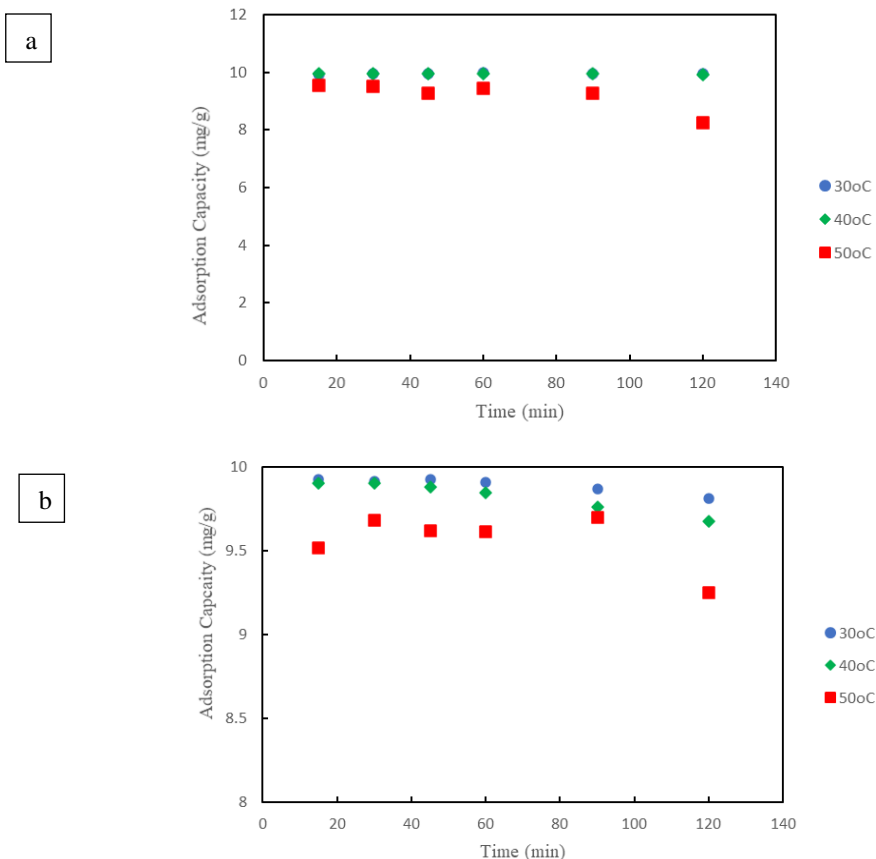 a
12
10
8
6
4
2
0
0 20 40 60 80 100 120 140
Adsorption Capacity (mg/g)
Time (min)
30oC
40oC
50oC
b
10
9.5
9
8.5
8
0 20 40 60 80 100 120 140
Adsorption Capcaity (mg/g)
Time (min)
30oC
40oC
50oC